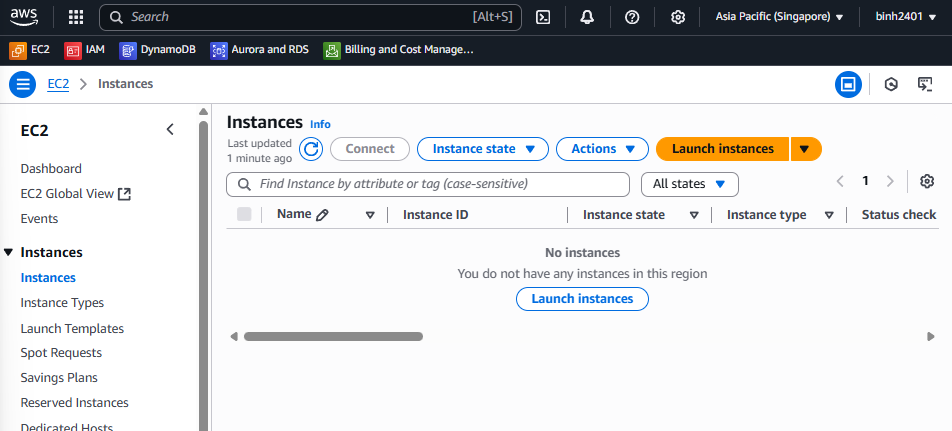 aws Search [Alt+S] Asia Pacific (Singapore) binh2401
EC2 IAM DynamoDB Aurora and RDS Billing and Cost Manage...
EC2 Instances
EC2
Dashboard
EC2 Global View
Events
Instances
Instances
Instance Types
Launch Templates
Spot Requests
Savings Plans
Reserved Instances
Dedicated Hosts
Instances Info
Last updated
1 minute ago
Connect Instance state Actions Launch instances
Find Instance by attribute or tag (case-sensitive) All states 1
Name Instance ID Instance state Instance type Status check
No instances
You do not have any instances in this region
Launch instances